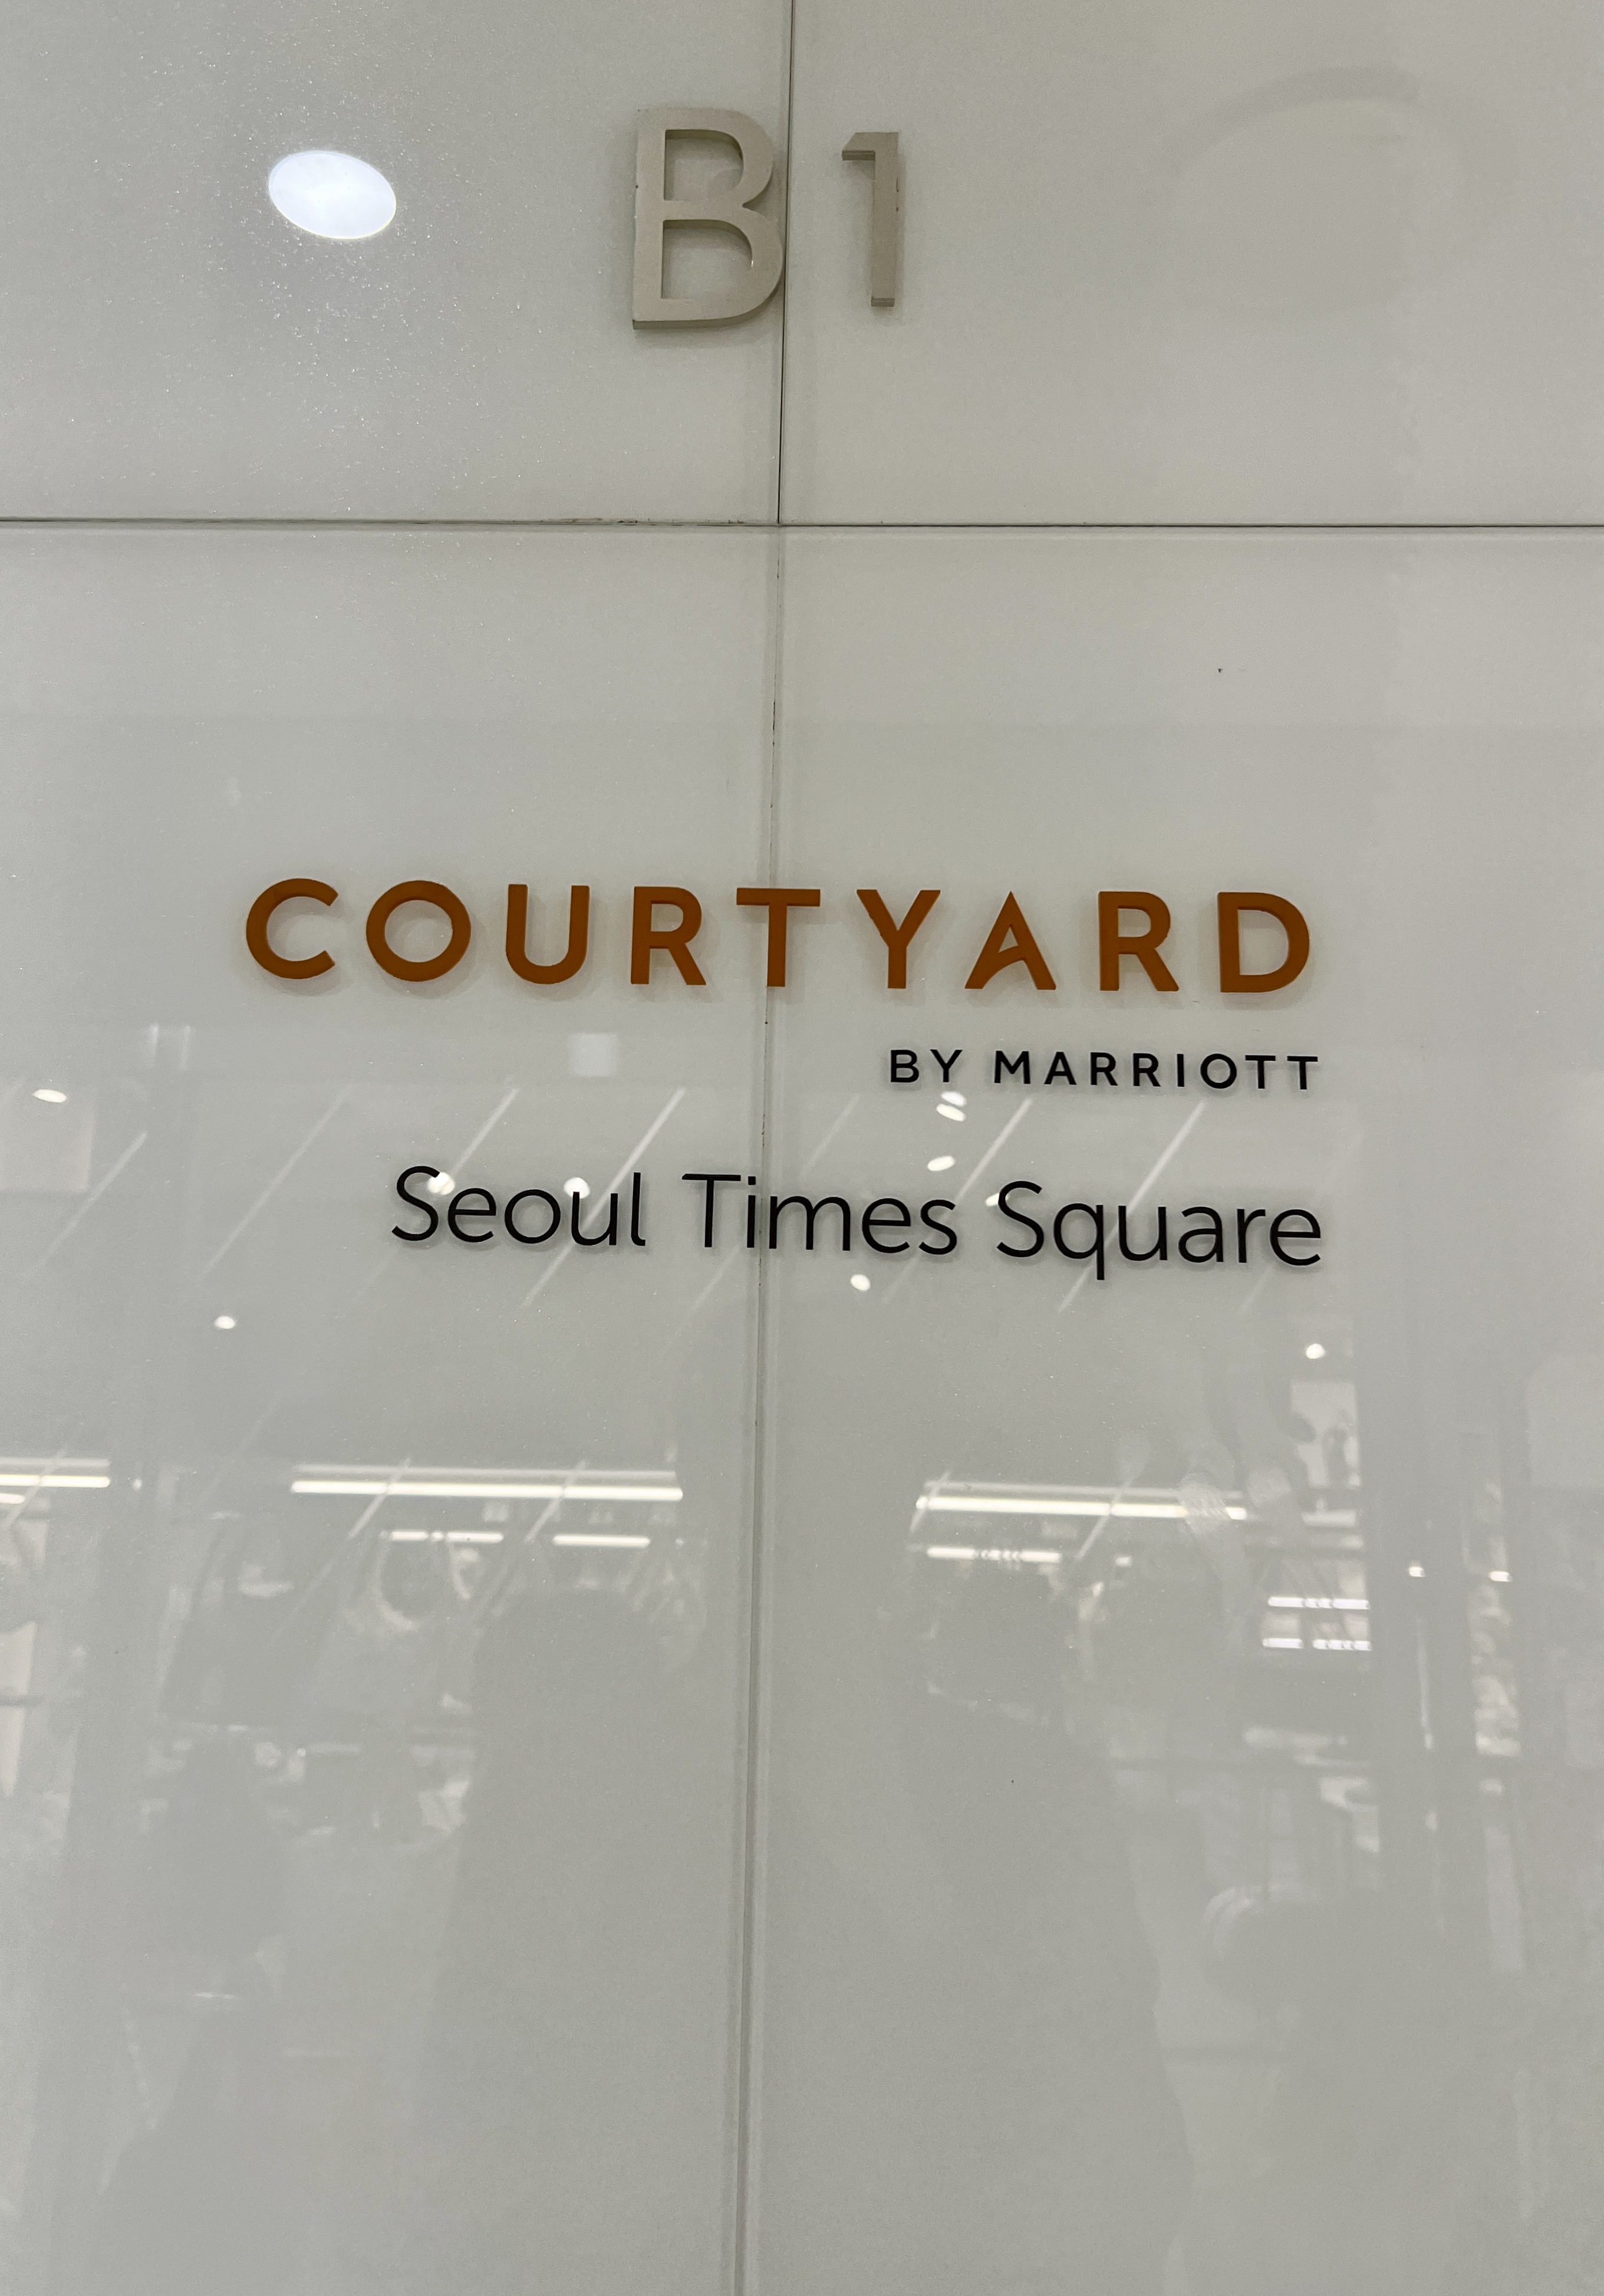 B1
COURTYARD
BY MARRIOTT
Seoul Times Square